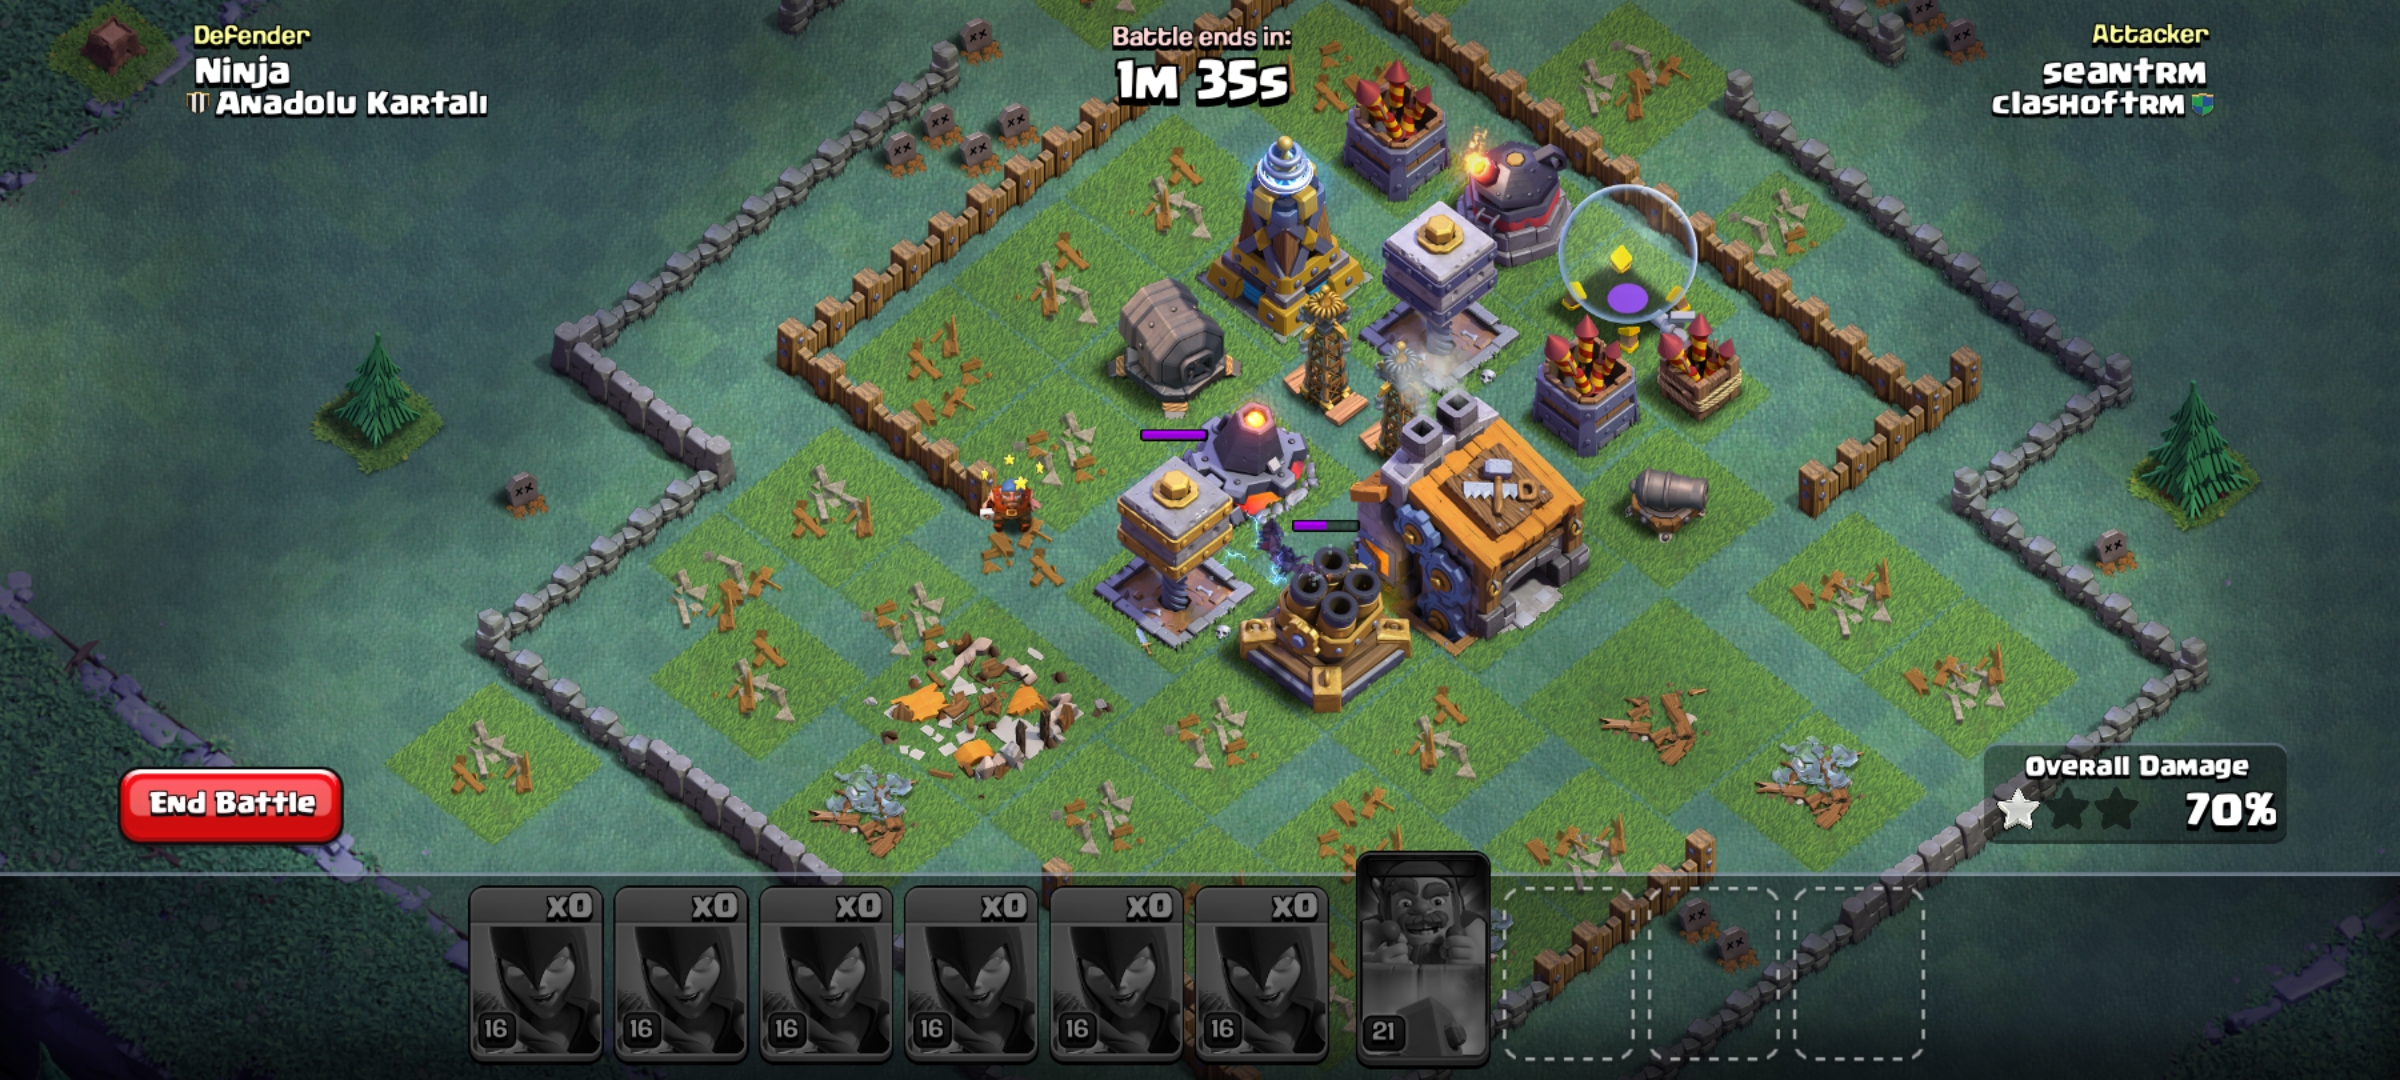 Defender
Ninja
Anadolu Kartalı
Battle ends in:
1M 35s
Attacker
seantRM
clashoftRM
End Battle
Overall Damage
70%
x0
x0
x0
x0
x0
x0
16
16
16
16
16
16
21